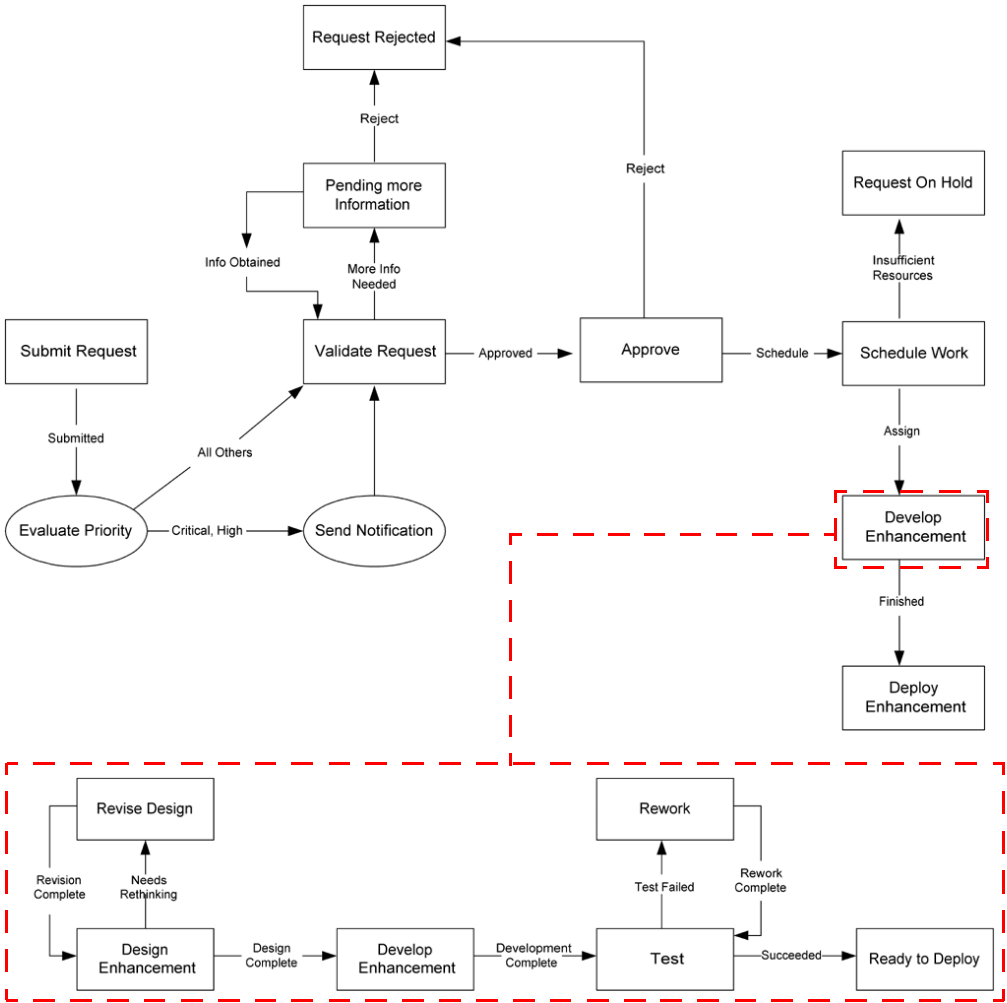 Request Rejected
Reject
Reject
Pending more
Information
Request On Hold
Info Obtained
More Info
Needed
Insufficient
Resources
Submit Request
Validate Request
Approved
Approve
Schedule
Schedule Work
Submitted
All Others
Assign
Evaluate Priority
Critical, High
Send Notification
Develop
Enhancement
Finished
Deploy
Enhancement
Revise Design
Rework
Revision
Complete
Needs
Rethinking
Test Failed
Rework
Complete
Design
Enhancement
Design
Complete
Develop
Enhancement
Development
Complete
Test
Succeeded
Ready to Deploy